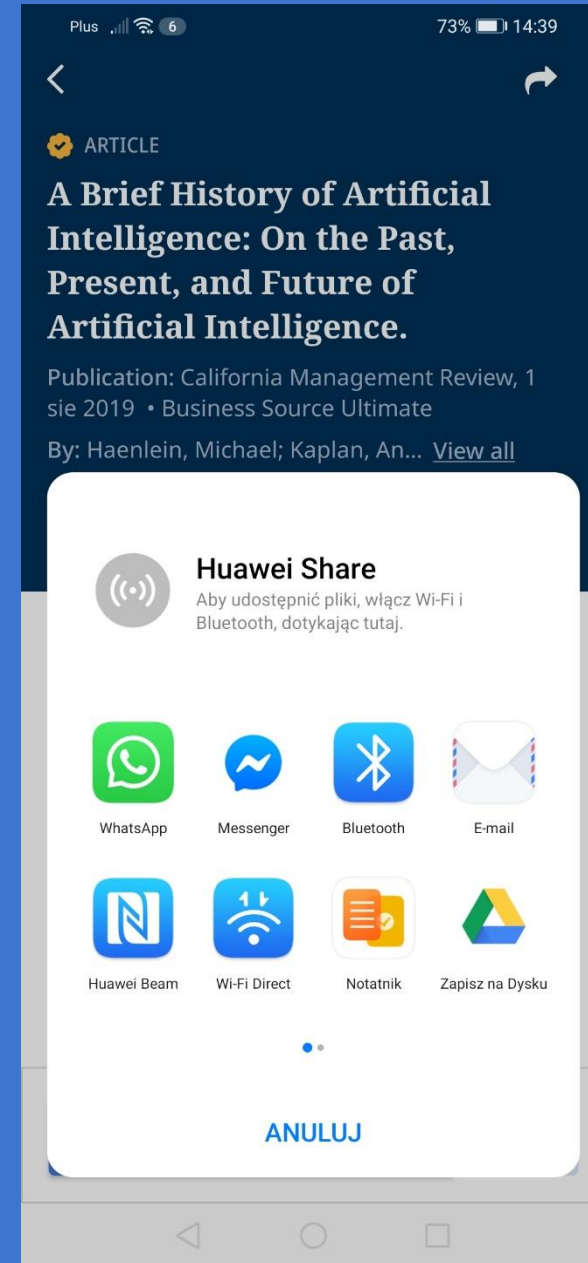 Plus 6 73% 14:39
ARTICLE
A Brief History of Artificial
Intelligence: On the Past,
Present, and Future of
Artificial Intelligence.
Publication: California Management Review, 1
sie 2019 • Business Source Ultimate
By: Haenlein, Michael; Kaplan, An... View all
Huawei Share
Aby udostępnić pliki, włącz Wi-Fi i
Bluetooth, dotykając tutaj.
WhatsApp Messenger Bluetooth E-mail
Huawei Beam Wi-Fi Direct Notatnik Zapisz na Dysku
ANULUJ